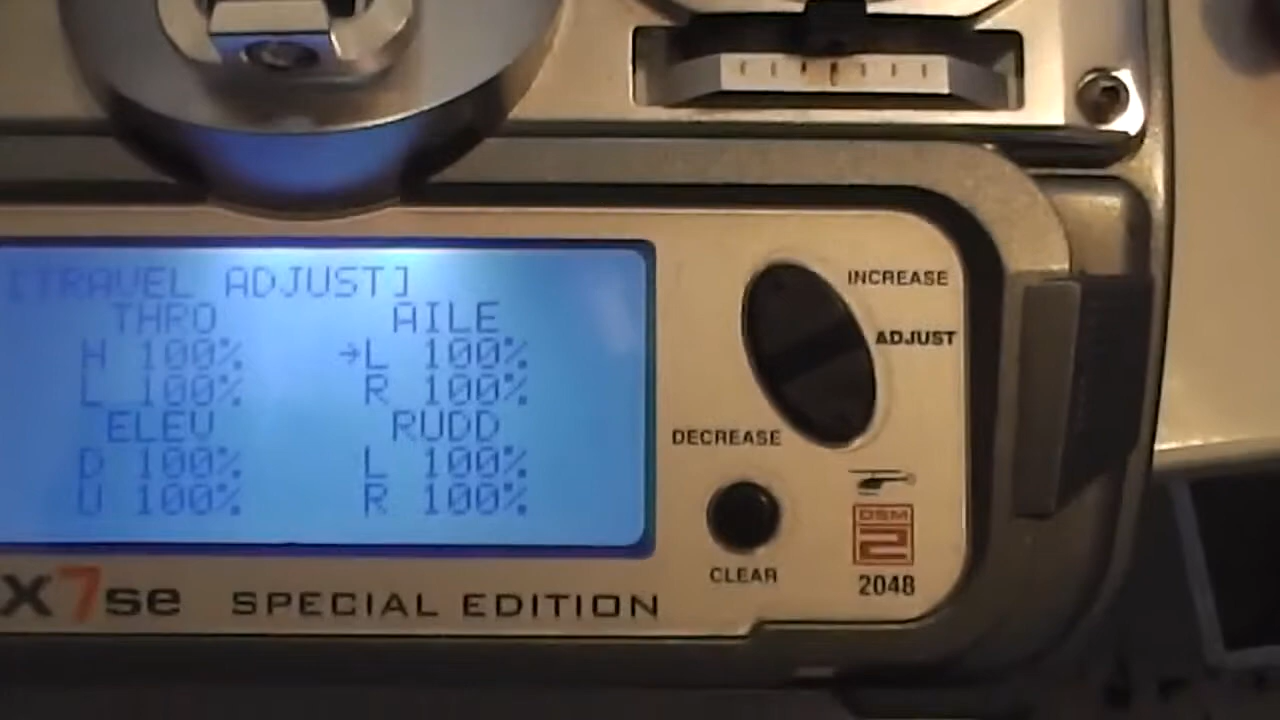 [TRAVEL ADJUST]
THRO AILE
H 100% →L 100%
L 100% R 100%
ELEV RUDD
D 100% L 100%
U 100% R 100%
X7se SPECIAL EDITION
INCREASE
ADJUST
DECREASE
CLEAR
DSM
2
2048